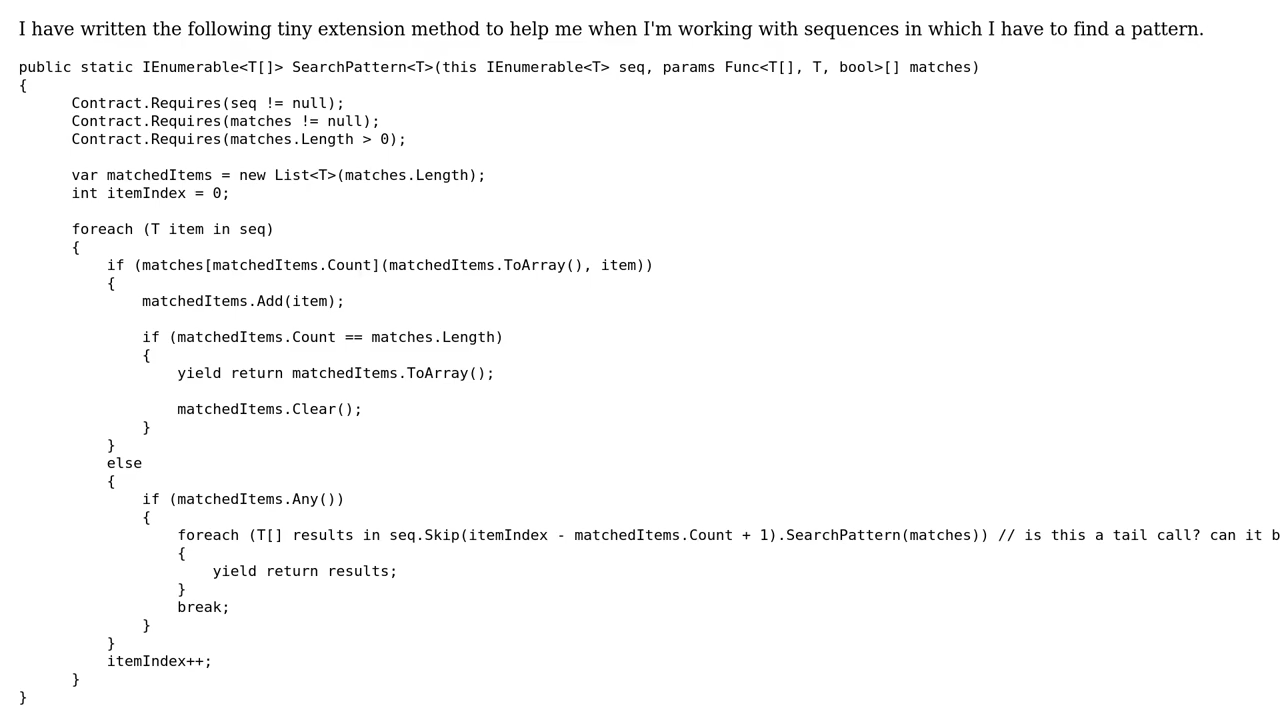 I have written the following tiny extension method to help me when I'm working with sequences in which I have to find a pattern.
public static IEnumerable<T[]> SearchPattern<T>(this IEnumerable<T> seq, params Func<T[], T, bool>[] matches)
{
      Contract.Requires(seq != null);
      Contract.Requires(matches != null);
      Contract.Requires(matches.Length > 0);

      var matchedItems = new List<T>(matches.Length);
      int itemIndex = 0;

      foreach (T item in seq)
      {
          if (matches[matchedItems.Count](matchedItems.ToArray(), item))
          {
              matchedItems.Add(item);

              if (matchedItems.Count == matches.Length)
              {
                  yield return matchedItems.ToArray();

                  matchedItems.Clear();
              }
          }
          else
          {
              if (matchedItems.Any())
              {
                  foreach (T[] results in seq.Skip(itemIndex - matchedItems.Count + 1).SearchPattern(matches)) // is this a tail call? can it
                  {
                      yield return results;
                  }
                  break;
              }
          }
          itemIndex++;
      }
}